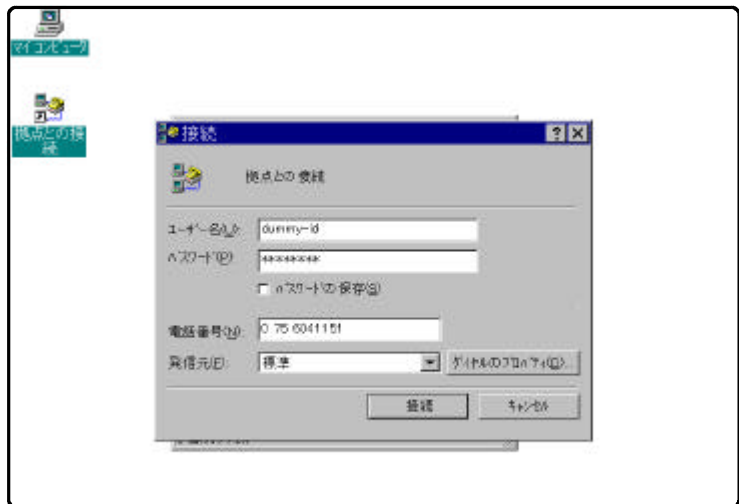 マイ コンピュータ
拠点との接
続
接続
拠点との 接続
ユーザー名(U):
dummy-id
パスワード(P):
********
パスワードの保存(S)
電話番号(N):
発信元(F):
標準
ダイヤルのプロパティ(D)...
接続
キャンセル